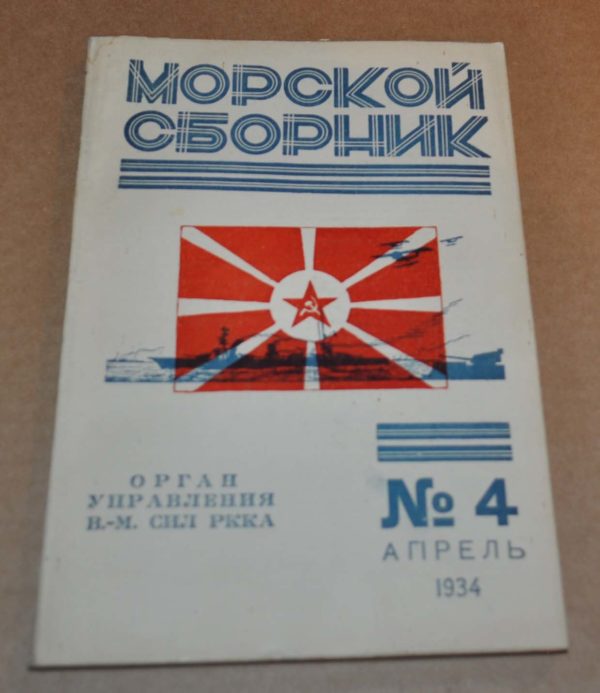 МОРСКОЙ
СБОРНИК
ОРГАН
УПРАВЛЕНИЯ
В.-М. СИЛ РККА
№ 4
АПРЕЛЬ
1934